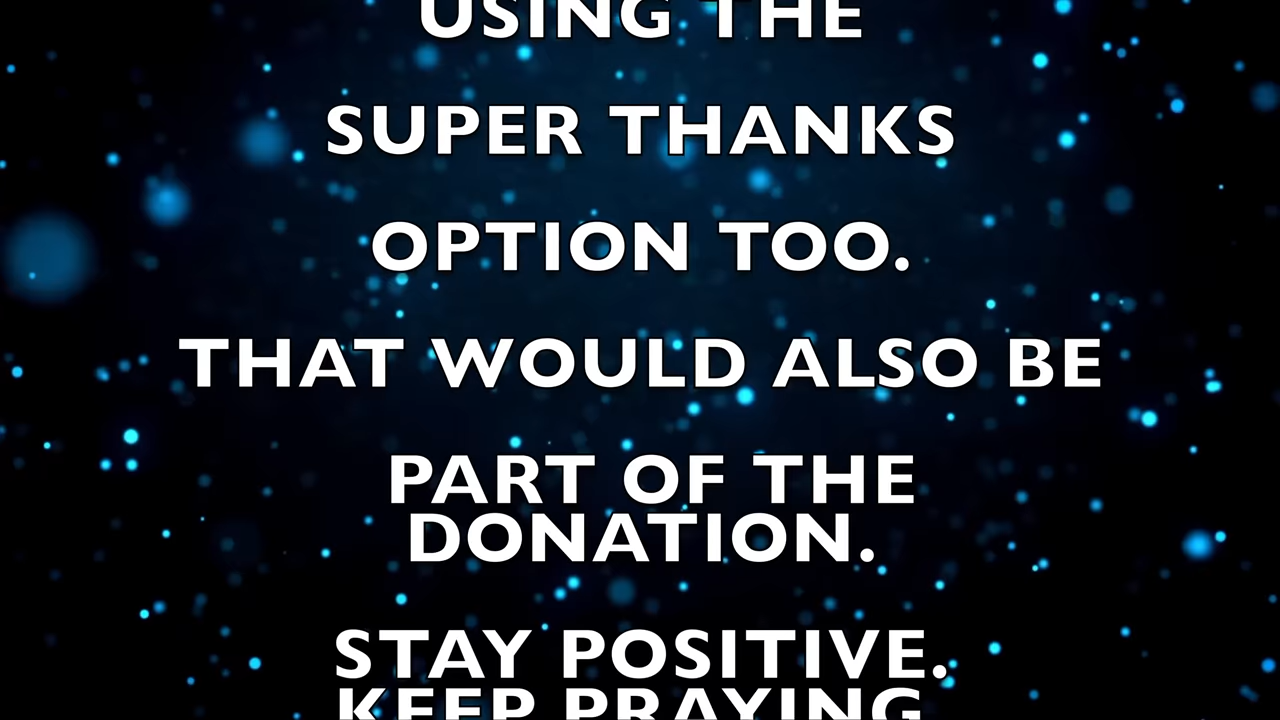 USING THE
SUPER THANKS
OPTION TOO.
THAT WOULD ALSO BE
PART OF THE
DONATION.
STAY POSITIVE.
KEEP PRAYING